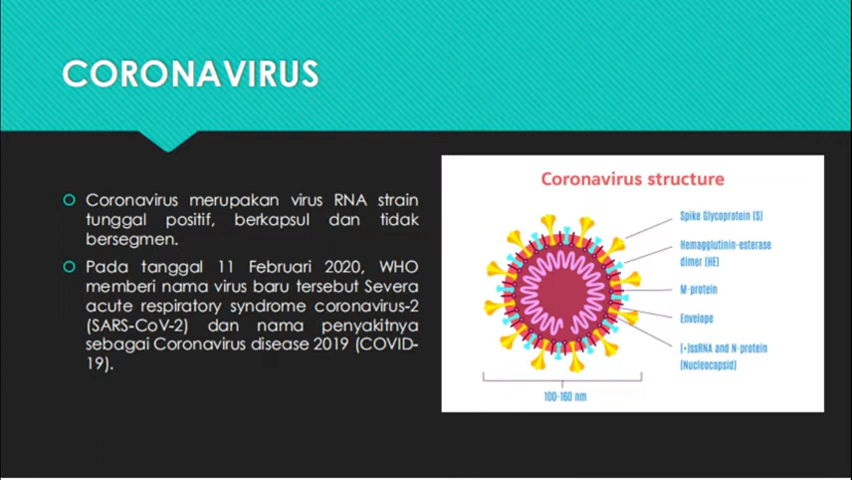 CORONAVIRUS
Coronavirus merupakan virus RNA strain
tunggal positif, berkapsul dan tidak
bersegmen.
Pada tanggal 11 Februari 2020, WHO
memberi nama virus baru tersebut Severa
acute respiratory syndrome coronavirus-2
(SARS-CoV-2) dan nama penyakitnya
sebagai Coronavirus disease 2019 (COVID-
19).
Coronavirus structure
Spike Glycoprotein (S)
Hemagglutinin-esterase
dimer (HE)
M-protein
Envelope
(+)ssRNA and N-protein
(Nucleocapsid)
100-160 nm